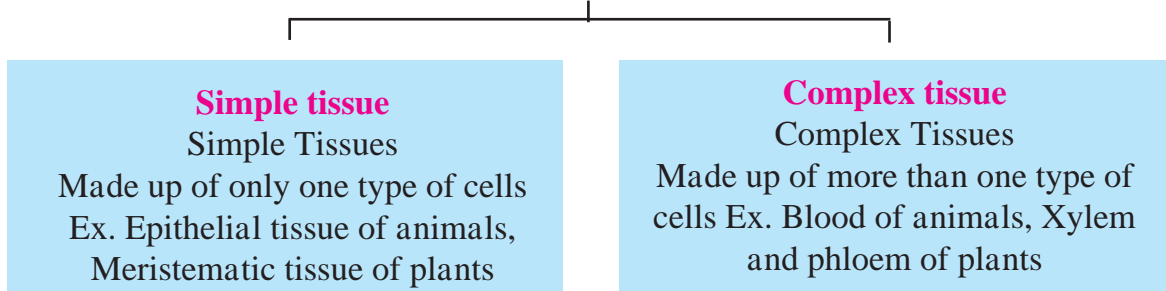 Simple tissue
Simple Tissues
Made up of only one type of cells
Ex. Epithelial tissue of animals,
Meristematic tissue of plants
Complex tissue
Complex Tissues
Made up of more than one type of
cells Ex. Blood of animals, Xylem
and phloem of plants